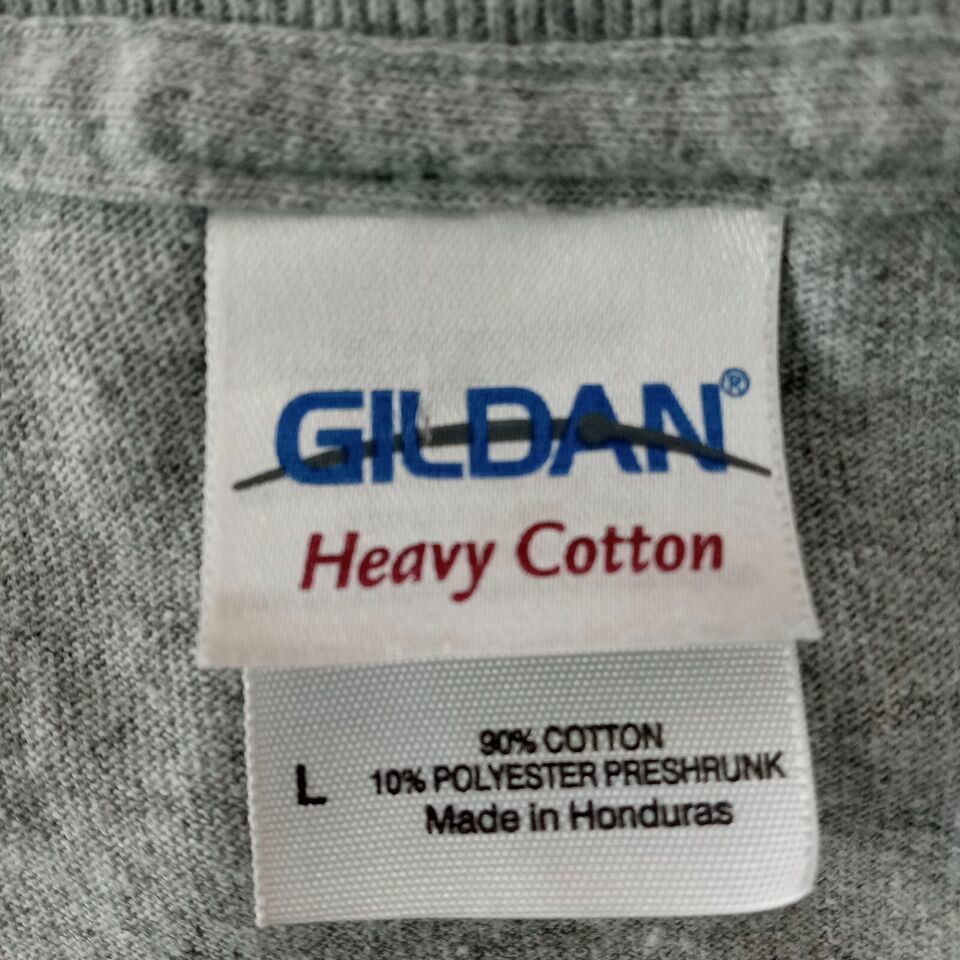 GILDAN®
Heavy Cotton
90% COTTON
L 10% POLYESTER PRESHRUNK
Made in Honduras